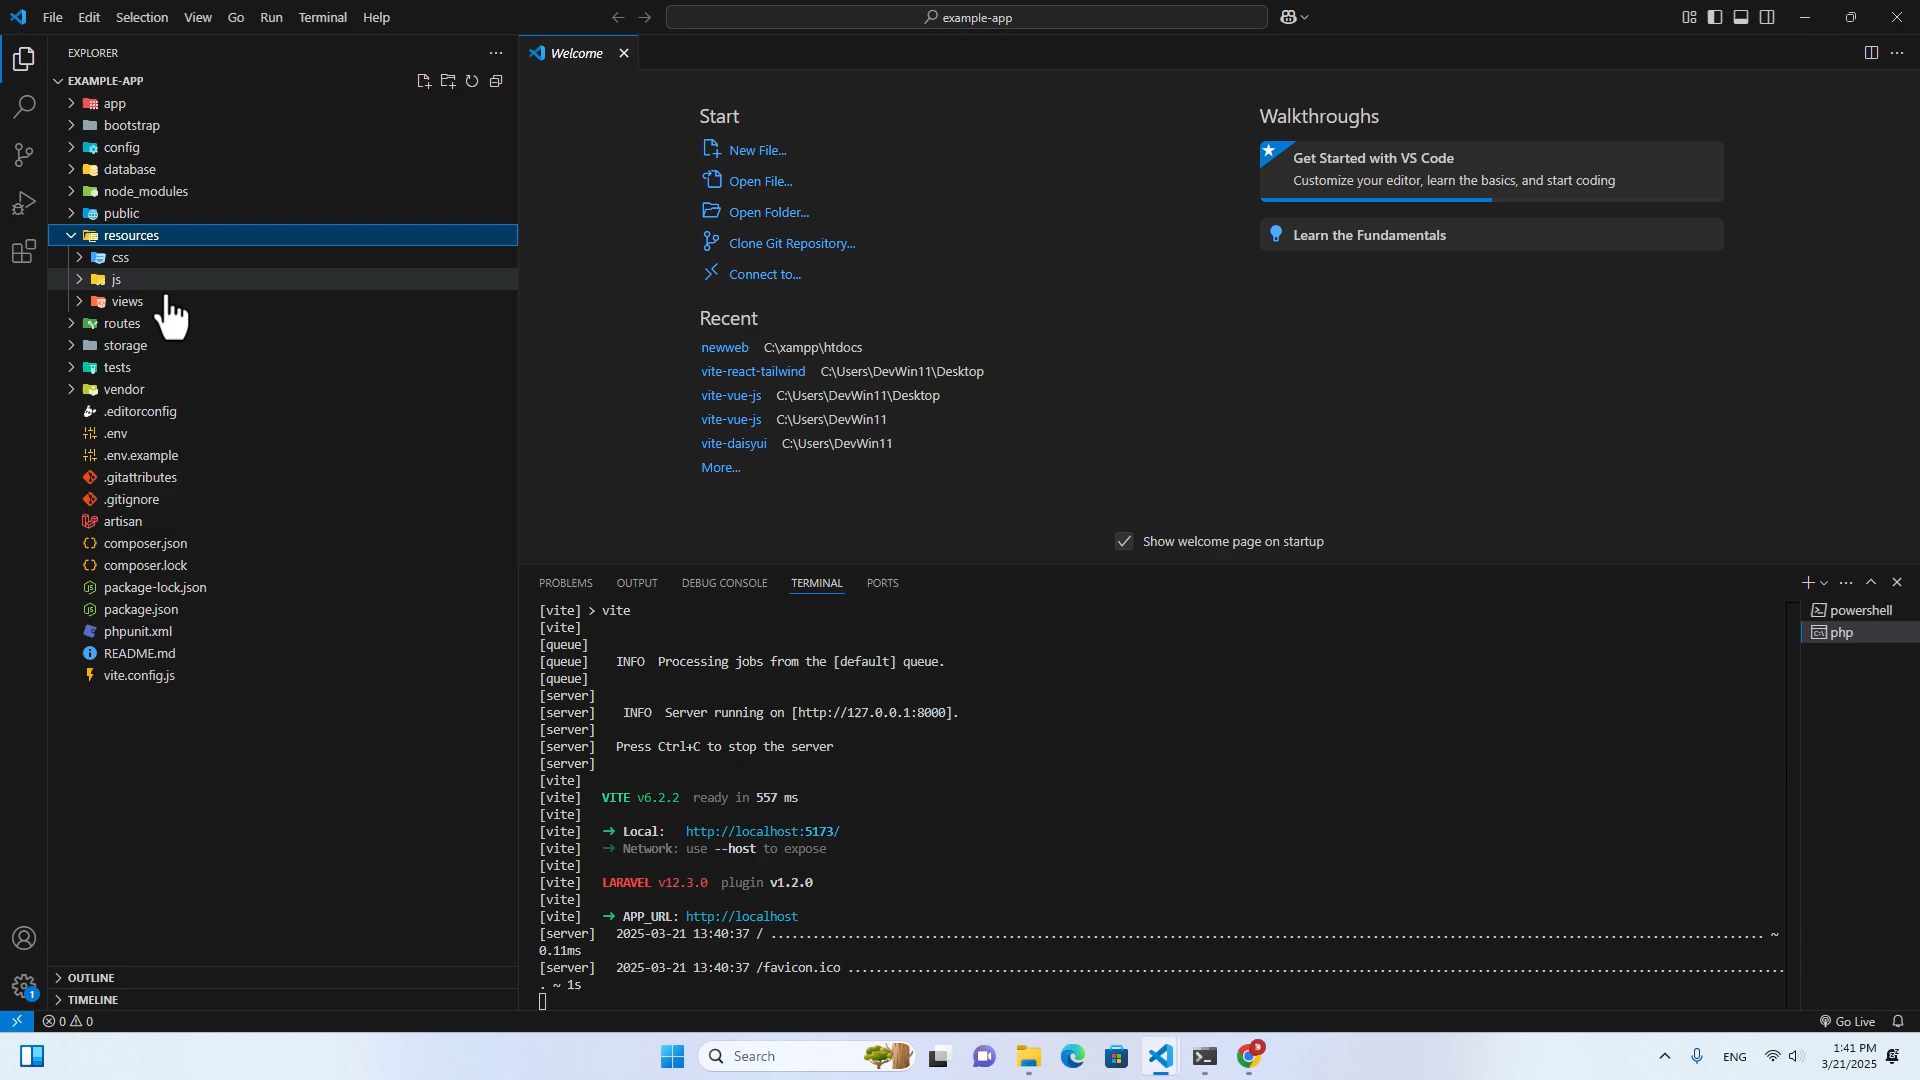 File Edit Selection View Go Run Terminal Help
example-app
EXPLORER
EXAMPLE-APP
app
bootstrap
config
database
node_modules
public
resources
css
js
views
routes
storage
tests
vendor
.editorconfig
.env
.env.example
.gitattributes
.gitignore
artisan
composer.json
composer.lock
package-lock.json
package.json
phpunit.xml
README.md
vite.config.js
OUTLINE
TIMELINE
Welcome
Start
New File...
Open File...
Open Folder...
Clone Git Repository...
Connect to...
Recent
newweb C:\xampp\htdocs
vite-react-tailwind C:\Users\DevWin11\Desktop
vite-vue-js C:\Users\DevWin11\Desktop
vite-vue-js C:\Users\DevWin11
vite-daisyui C:\Users\DevWin11
More...
Walkthroughs
Get Started with VS Code
Customize your editor, learn the basics, and start coding
Learn the Fundamentals
Show welcome page on startup
PROBLEMS OUTPUT DEBUG CONSOLE TERMINAL PORTS
[vite] > vite
[vite]
[queue]
[queue] INFO Processing jobs from the [default] queue.
[queue]
[server]
[server] INFO Server running on [http://127.0.0.1:8000].
[server]
[server] Press Ctrl+C to stop the server
[server]
[vite]
[vite] VITE v6.2.2 ready in 557 ms
[vite]
[vite] ➜ Local: http://localhost:5173/
[vite] ➜ Network: use --host to expose
[vite]
[vite] LARAVEL v12.3.0 plugin v1.2.0
[vite]
[vite] ➜ APP_URL: http://localhost
[server] 2025-03-21 13:40:37 / ........................................ ~
0.11ms
[server] 2025-03-21 13:40:37 /favicon.ico ........................................
. ~ 1s
powershell
php
1
0 0
Go Live
Search
ENG
1:41 PM
3/21/2025